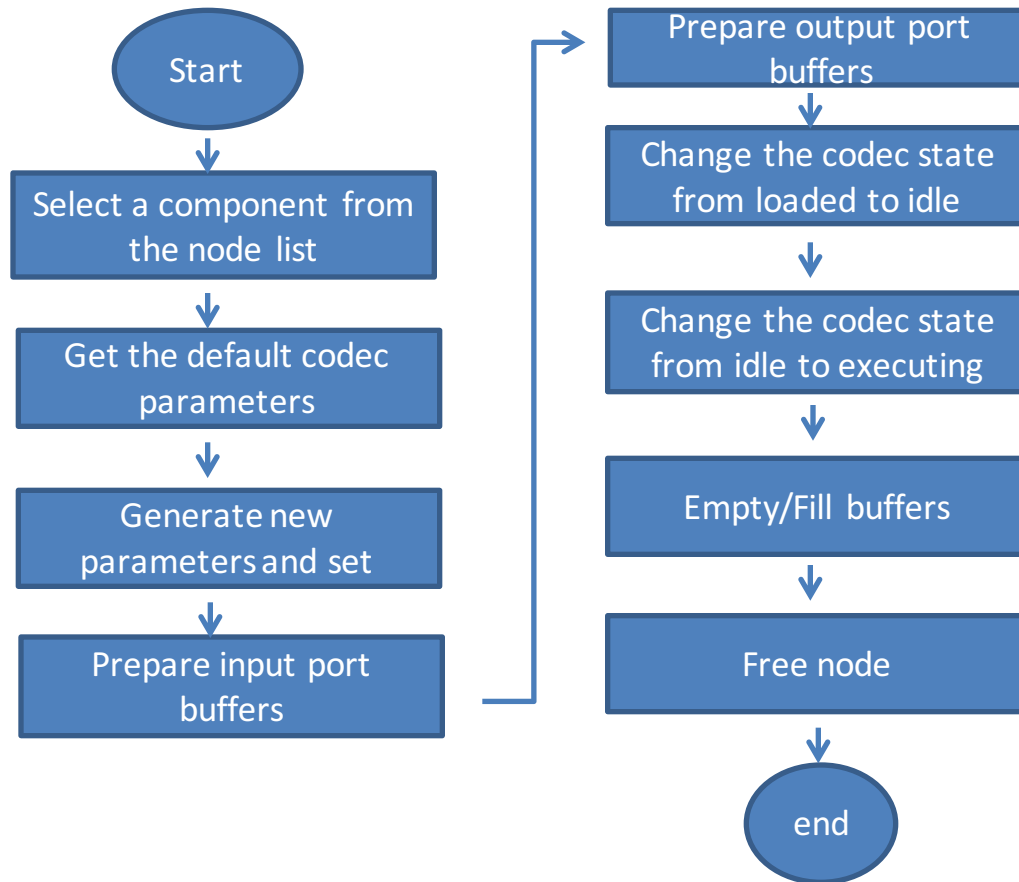 Start
Select a component from
the node list
Get the default codec
parameters
Generate new
parameters and set
Prepare input port
buffers
Prepare output port
buffers
Change the codec state
from loaded to idle
Change the codec state
from idle to executing
Empty/Fill buffers
Free node
end